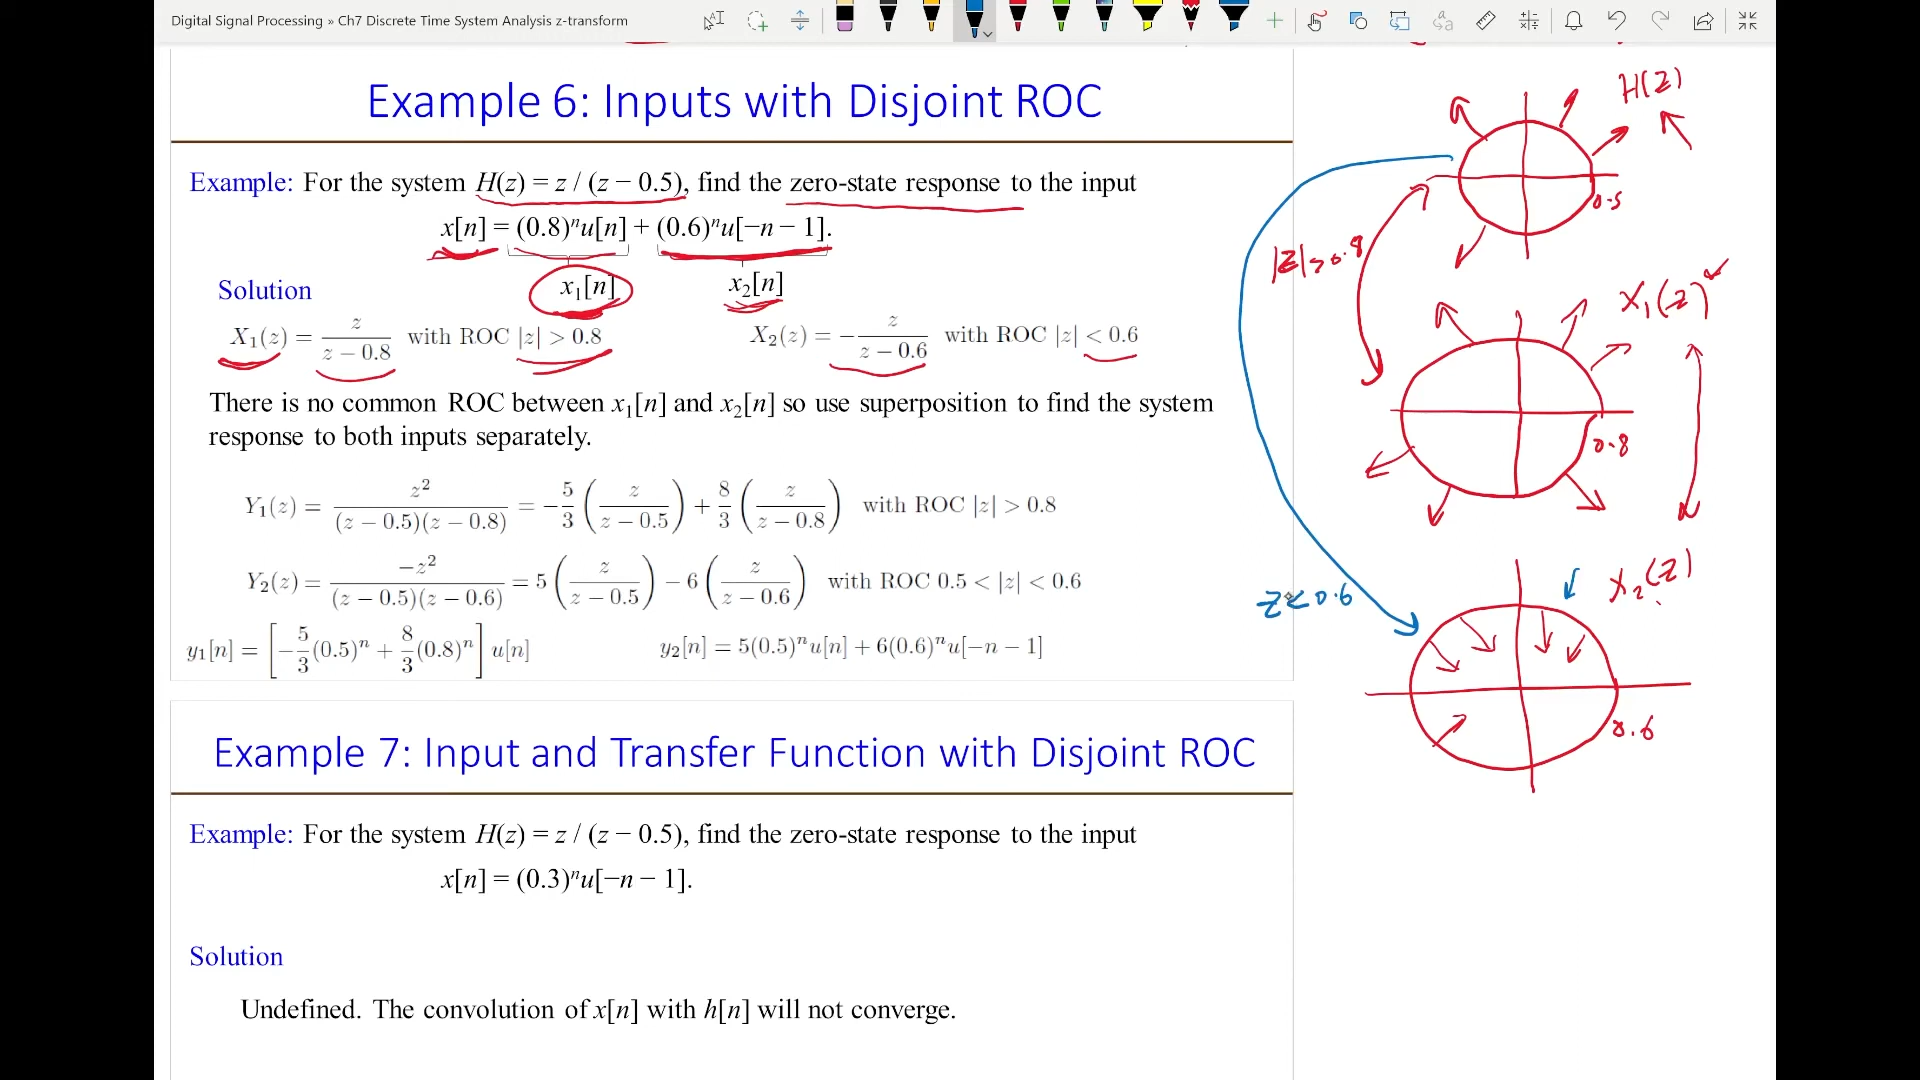 Digital Signal Processing » Ch7 Discrete Time System Analysis z-transform
Example 6: Inputs with Disjoint ROC
Example: For the system H(z) = z / (z − 0.5), find the zero-state response to the input
x[n] = (0.8)ⁿu[n] + (0.6)ⁿu[−n − 1].
Solution
x₁[n]
x₂[n]
X₁(z) = z / (z − 0.8) with ROC |z| > 0.8
X₂(z) = − z / (z − 0.6) with ROC |z| < 0.6
There is no common ROC between x₁[n] and x₂[n] so use superposition to find the system
response to both inputs separately.
Y₁(z) = z² / ((z − 0.5)(z − 0.8)) = −5/3 (z / (z − 0.5)) + 8/3 (z / (z − 0.8)) with ROC |z| > 0.8
Y₂(z) = −z² / ((z − 0.5)(z − 0.6)) = 5 (z / (z − 0.5)) − 6 (z / (z − 0.6)) with ROC 0.5 < |z| < 0.6
y₁[n] = [−5/3 (0.5)ⁿ + 8/3 (0.8)ⁿ] u[n]
y₂[n] = 5(0.5)ⁿu[n] + 6(0.6)ⁿu[−n − 1]
Example 7: Input and Transfer Function with Disjoint ROC
Example: For the system H(z) = z / (z − 0.5), find the zero-state response to the input
x[n] = (0.3)ⁿu[−n − 1].
Solution
Undefined. The convolution of x[n] with h[n] will not converge.
H(z)
0.5
|z|>0.8
X₁(z)
0.8
X₂(z)
z<0.6
0.6